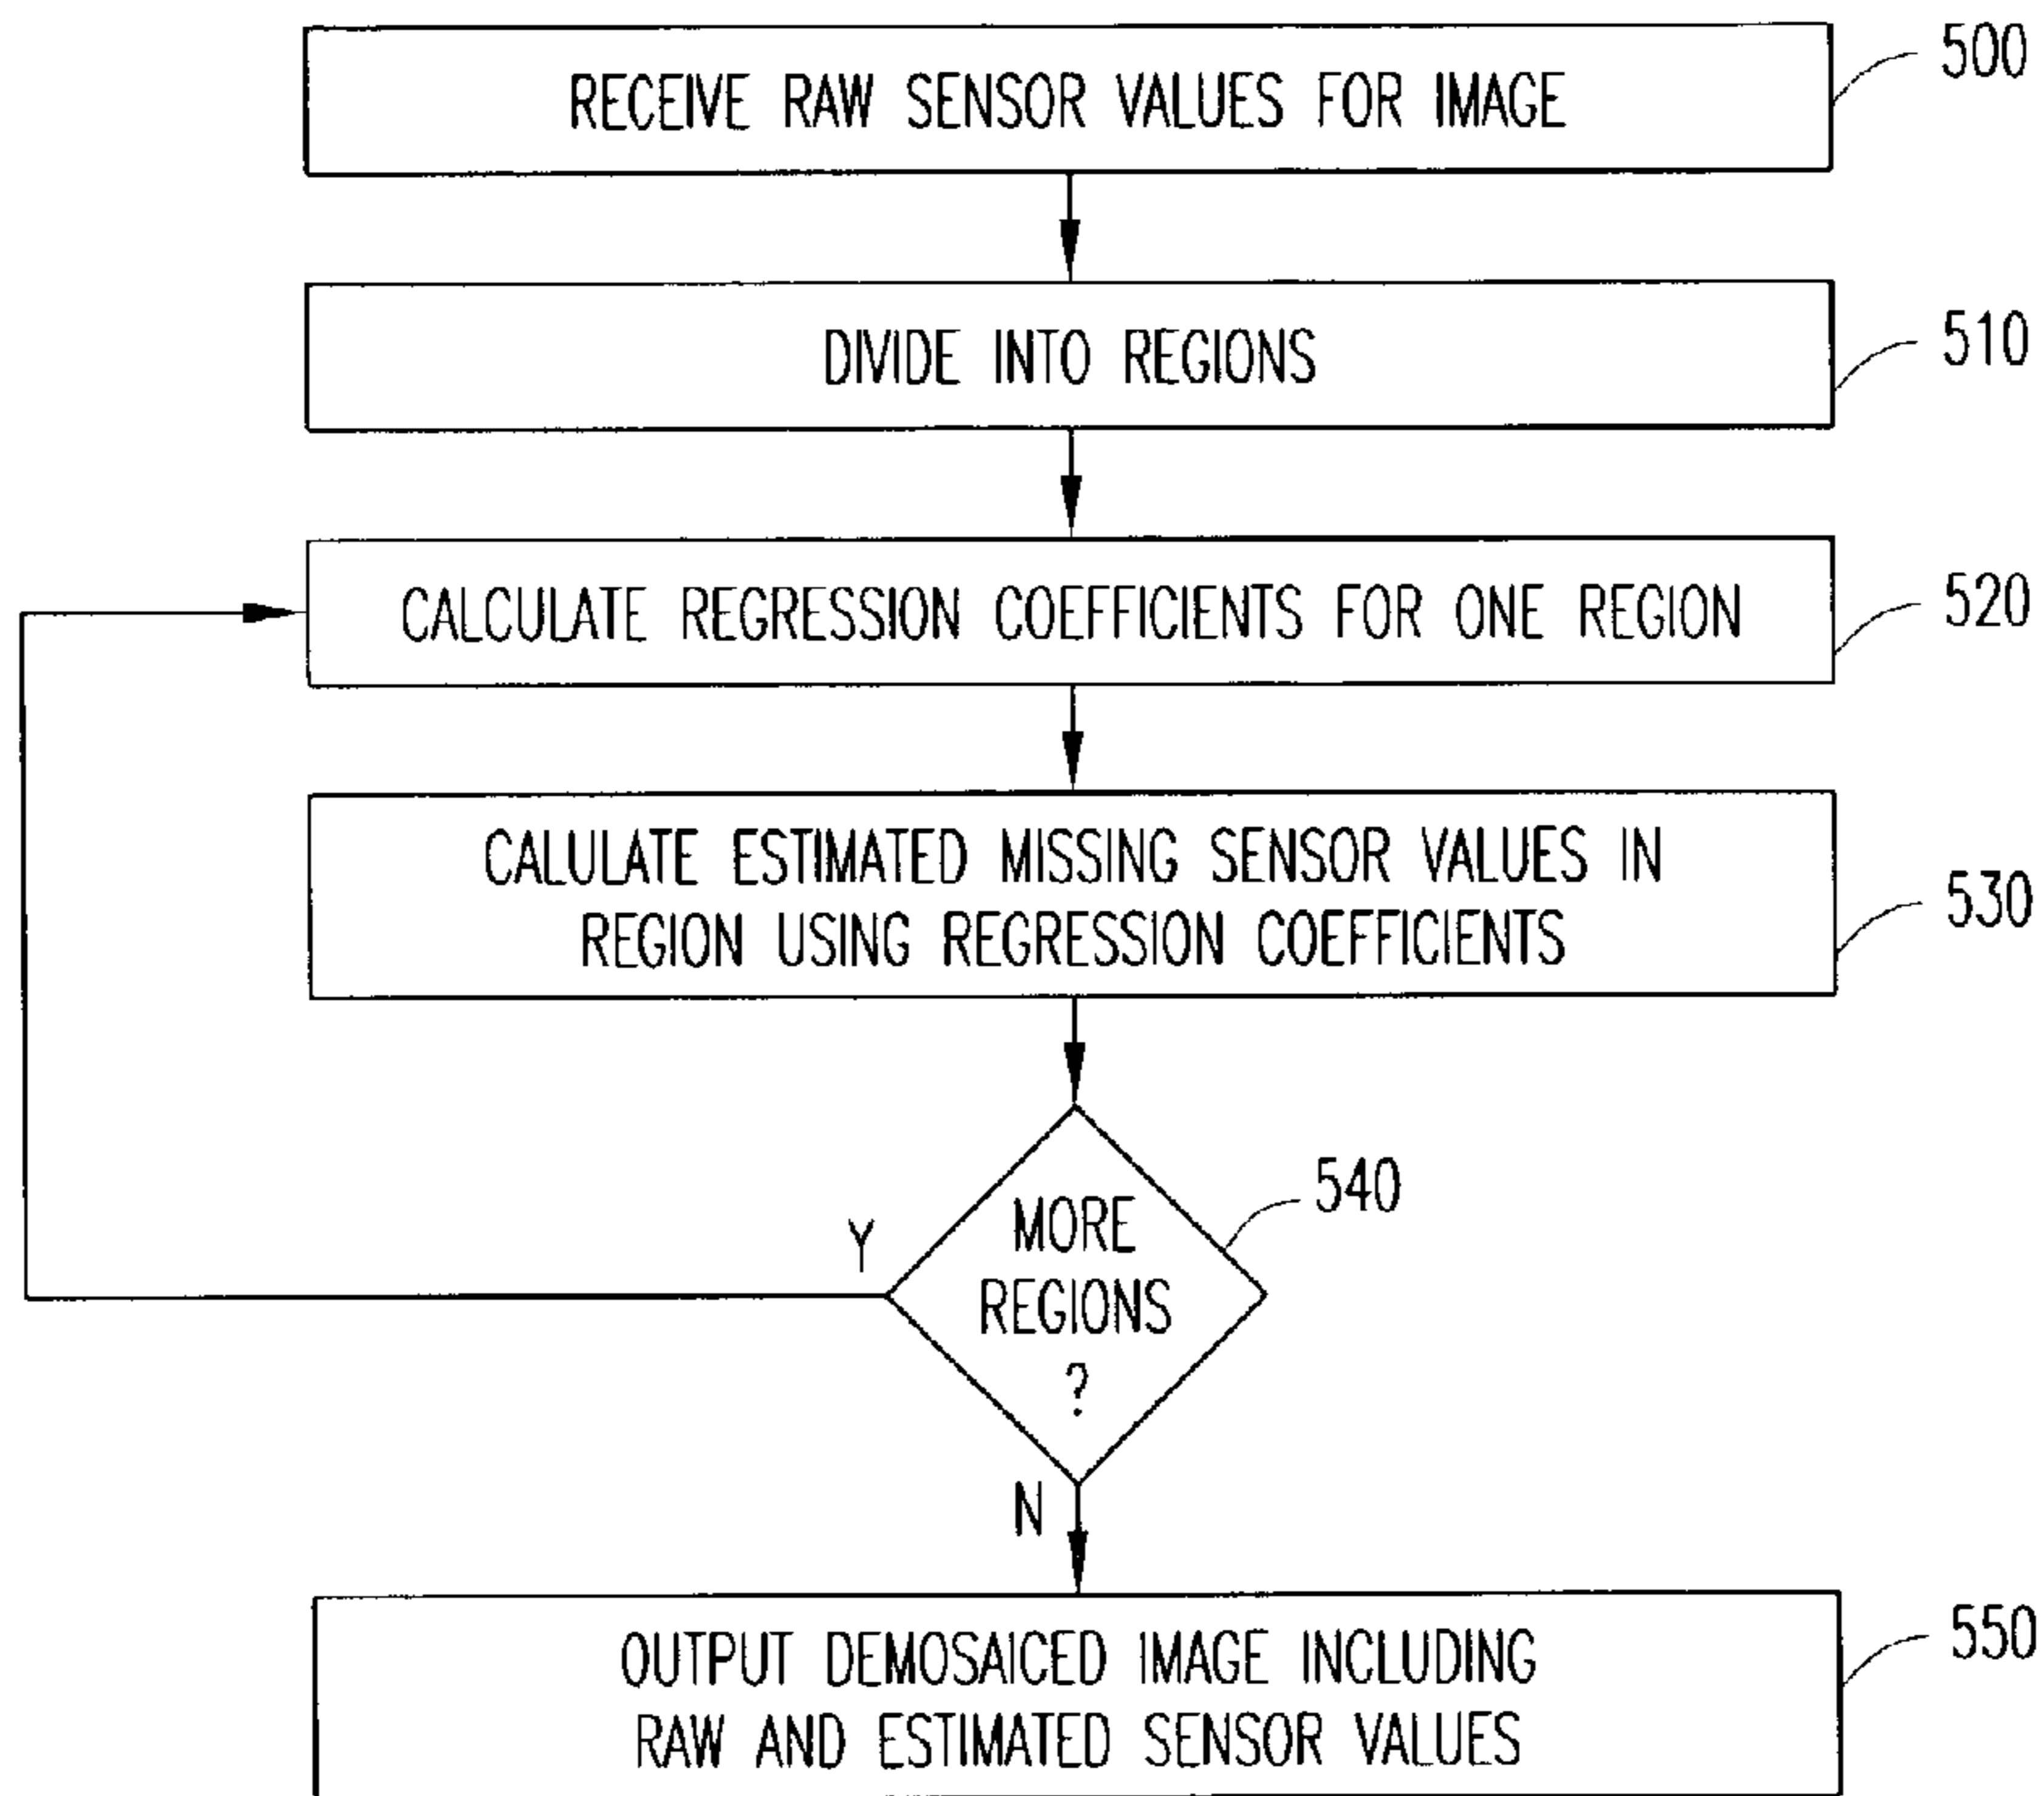 RECEIVE RAW SENSOR VALUES FOR IMAGE
500
DIVIDE INTO REGIONS
510
CALCULATE REGRESSION COEFFICIENTS FOR ONE REGION
520
CALULATE ESTIMATED MISSING SENSOR VALUES IN
REGION USING REGRESSION COEFFICIENTS
530
MORE
REGIONS
?
540
Y
N
OUTPUT DEMOSAICED IMAGE INCLUDING
RAW AND ESTIMATED SENSOR VALUES
550